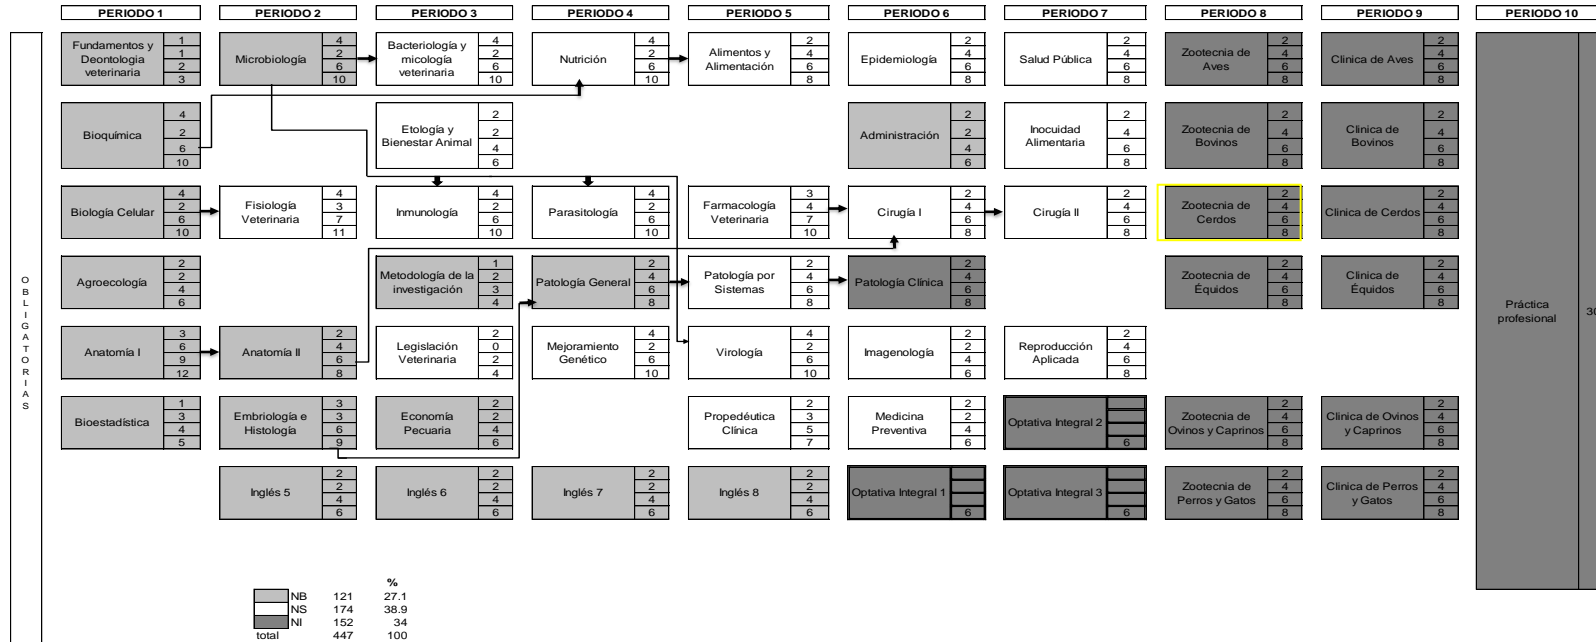 PERIODO 1 PERIODO 2 PERIODO 3 PERIODO 4 PERIODO 5 PERIODO 6 PERIODO 7 PERIODO 8 PERIODO 9 PERIODO 10
OBLIGATORIAS
Fundamentos y
Deontologia
veterinaria
1
1
2
3
Microbiología
4
2
6
10
Bacteriología y
micología
veterinaria
4
2
6
10
Nutrición
4
2
6
10
Alimentos y
Alimentación
2
4
6
8
Epidemiología
2
4
6
8
Salud Pública
2
4
6
8
Zootecnia de
Aves
2
4
6
8
Clinica de Aves
2
4
6
8
Bioquímica
4
2
6
10
Etología y
Bienestar Animal
2
2
4
6
Administración
2
2
4
6
Inocuidad
Alimentaria
2
4
6
8
Zootecnia de
Bovinos
2
4
6
8
Clinica de
Bovinos
2
4
6
8
Biología Celular
4
2
6
10
Fisiología
Veterinaria
4
3
7
11
Inmunología
4
2
6
10
Parasitología
4
2
6
10
Farmacología
Veterinaria
3
4
7
10
Cirugía I
2
4
6
8
Cirugía II
2
4
6
8
Zootecnia de
Cerdos
2
4
6
8
Clinica de Cerdos
2
4
6
8
Agroecología
2
2
4
6
Metodología de la
investigación
1
2
3
4
Patología General
2
4
6
8
Patología por
Sistemas
2
4
6
8
Patología Clínica
2
4
6
8
Zootecnia de
Équidos
2
4
6
8
Clinica de
Équidos
2
4
6
8
Práctica
profesional
30
Anatomía I
3
6
9
12
Anatomía II
2
4
6
8
Legislación
Veterinaria
2
0
2
4
Mejoramiento
Genético
4
2
6
10
Virología
4
2
6
10
Imagenología
2
2
4
6
Reproducción
Aplicada
2
4
6
8
Bioestadística
1
3
4
5
Embriología e
Histología
3
3
6
9
Economía
Pecuaria
2
2
4
6
Propedéutica
Clínica
2
3
5
7
Medicina
Preventiva
2
2
4
6
Optativa Integral 2
6
Zootecnia de
Ovinos y Caprinos
2
4
6
8
Clinica de Ovinos
y Caprinos
2
4
6
8
Inglés 5
2
2
4
6
Inglés 6
2
2
4
6
Inglés 7
2
2
4
6
Inglés 8
2
2
4
6
Optativa Integral 1
6
Optativa Integral 3
6
Zootecnia de
Perros y Gatos
2
4
6
8
Clinica de Perros
y Gatos
2
4
6
8
%
NB 121 27.1
NS 174 38.9
NI 152 34
total 447 100